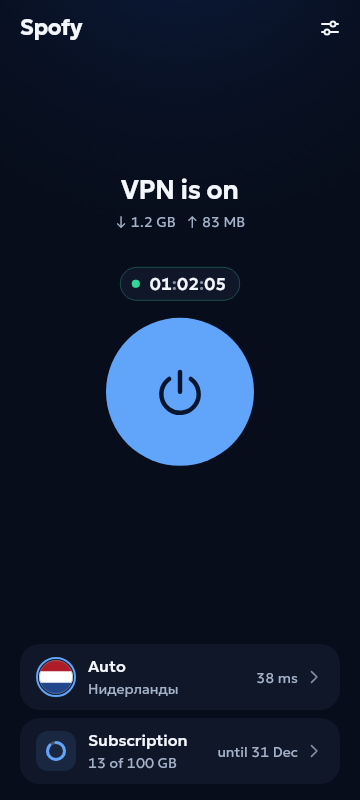 Spofy
VPN is on
↓ 1.2 GB ↑ 83 MB
01:02:05
Auto
Нидерланды
38 ms
Subscription
13 of 100 GB
until 31 Dec